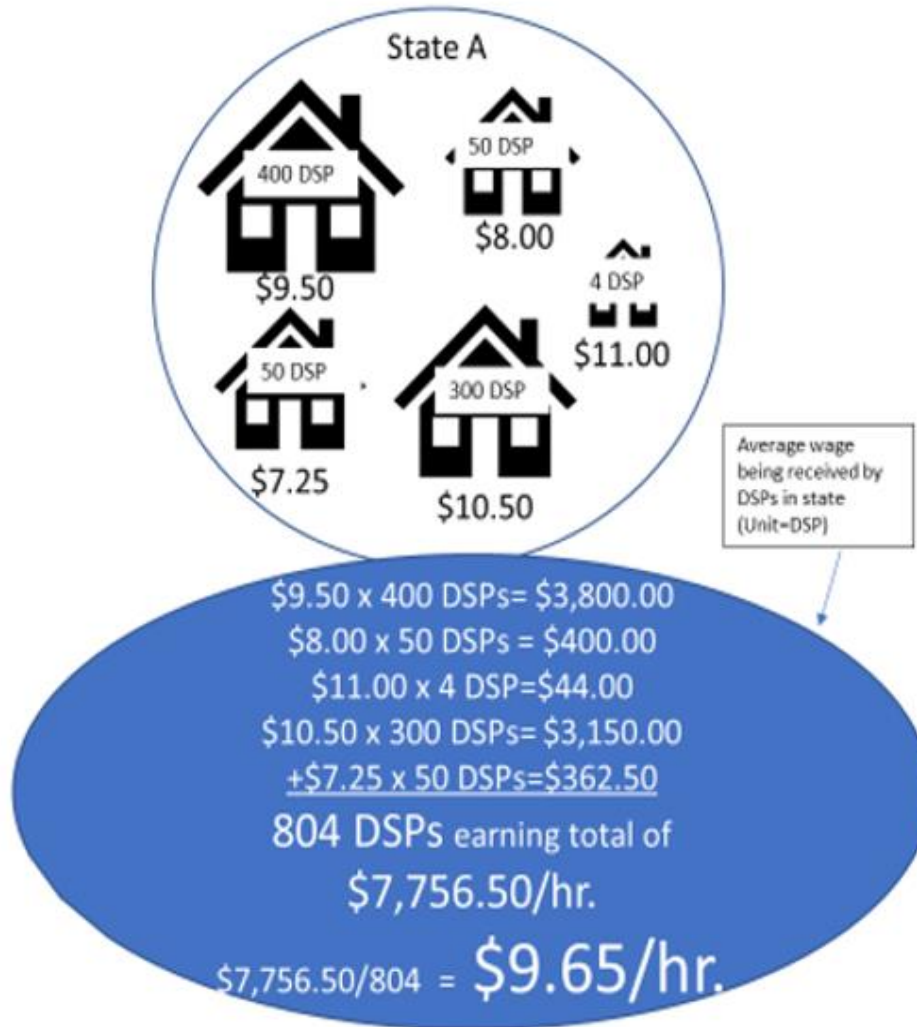 State A
400 DSP
$9.50
50 DSP
$8.00
4 DSP
$11.00
50 DSP
$7.25
300 DSP
$10.50
Average wage
being received by
DSPs in state
(Unit=DSP)
$9.50 x 400 DSPs= $3,800.00
$8.00 x 50 DSPs = $400.00
$11.00 x 4 DSP=$44.00
$10.50 x 300 DSPs= $3,150.00
+$7.25 x 50 DSPs=$362.50
804 DSPs earning total of
$7,756.50/hr.
$7,756.50/804 = $9.65/hr.